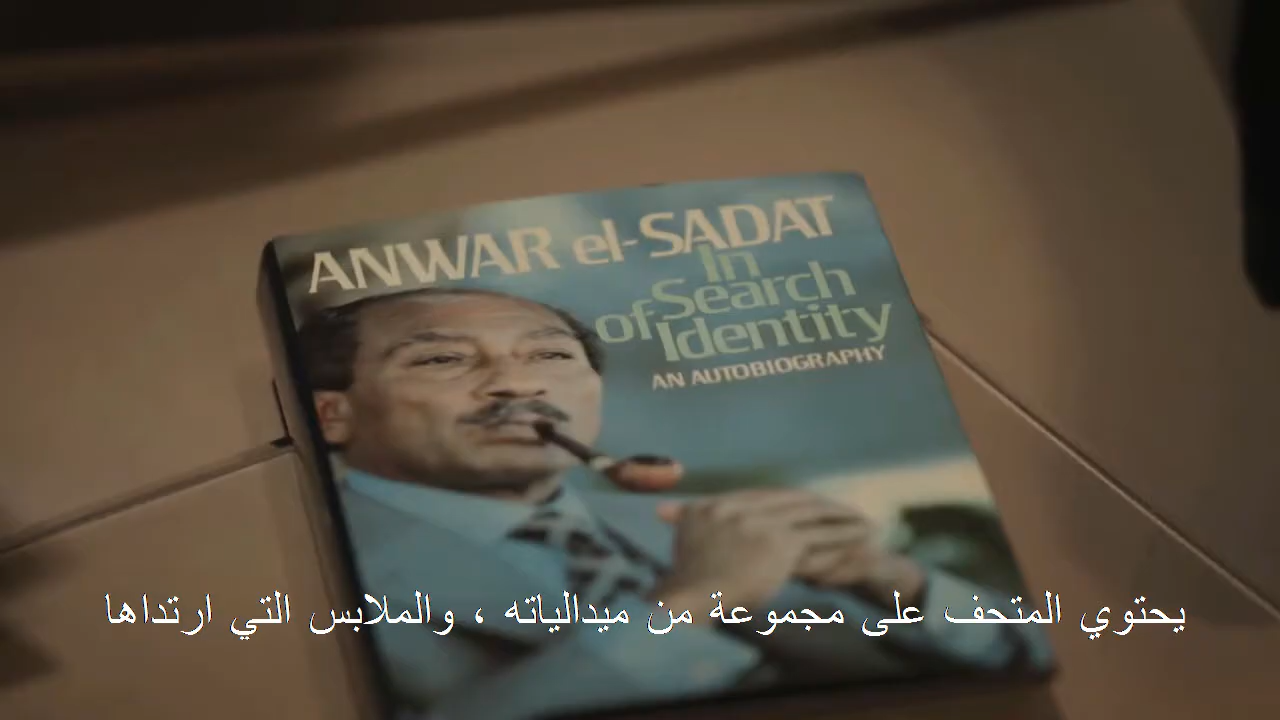 ANWAR el-SADAT
In
Search
of Identity
AN AUTOBIOGRAPHY
يحتوي المتحف على مجموعة من ميدالياته ، والملابس التي ارتداها